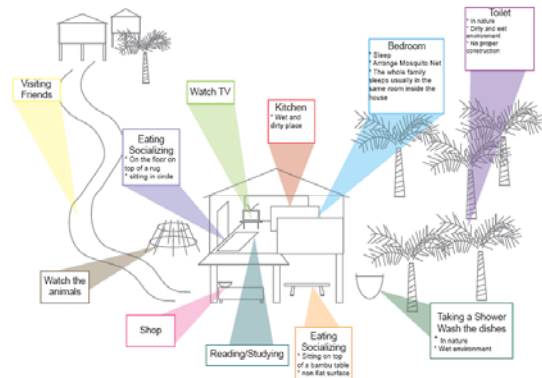 Toilet
* In nature
* Dirty and wet
environment
* No proper
construction
Bedroom
* Sleep
* Arrange Mosquito Net
* The whole family
sleeps usually in the
same room inside the
house
Visiting
Friends
Watch TV
Kitchen
* Wet and
dirty place
Eating
Socializing
* On the floor on
top of a rug
* sitting in circle
Watch the
animals
Shop
Reading/Studying
Eating
Socializing
* Sitting on top
of a bambu table
* non flat surface
Taking a Shower
Wash the dishes
* In nature
* Wet environment